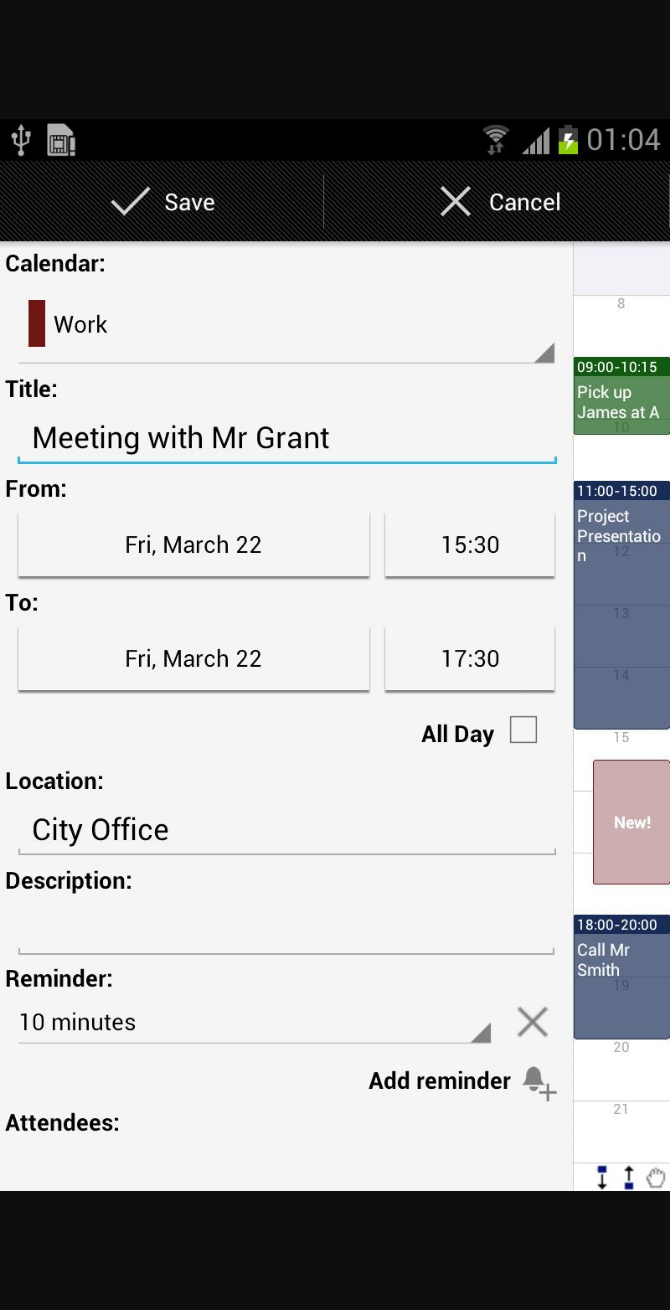 01:04
Save
Cancel
Calendar:
Work
Title:
Meeting with Mr Grant
From:
Fri, March 22
15:30
To:
Fri, March 22
17:30
All Day
Location:
City Office
Description:
Reminder:
10 minutes
Add reminder
Attendees:
8
09:00-10:15
Pick up
James at A
10
11:00-15:00
Project
Presentatio
12
n
13
14
15
New!
18:00-20:00
Call Mr
Smith
19
20
21